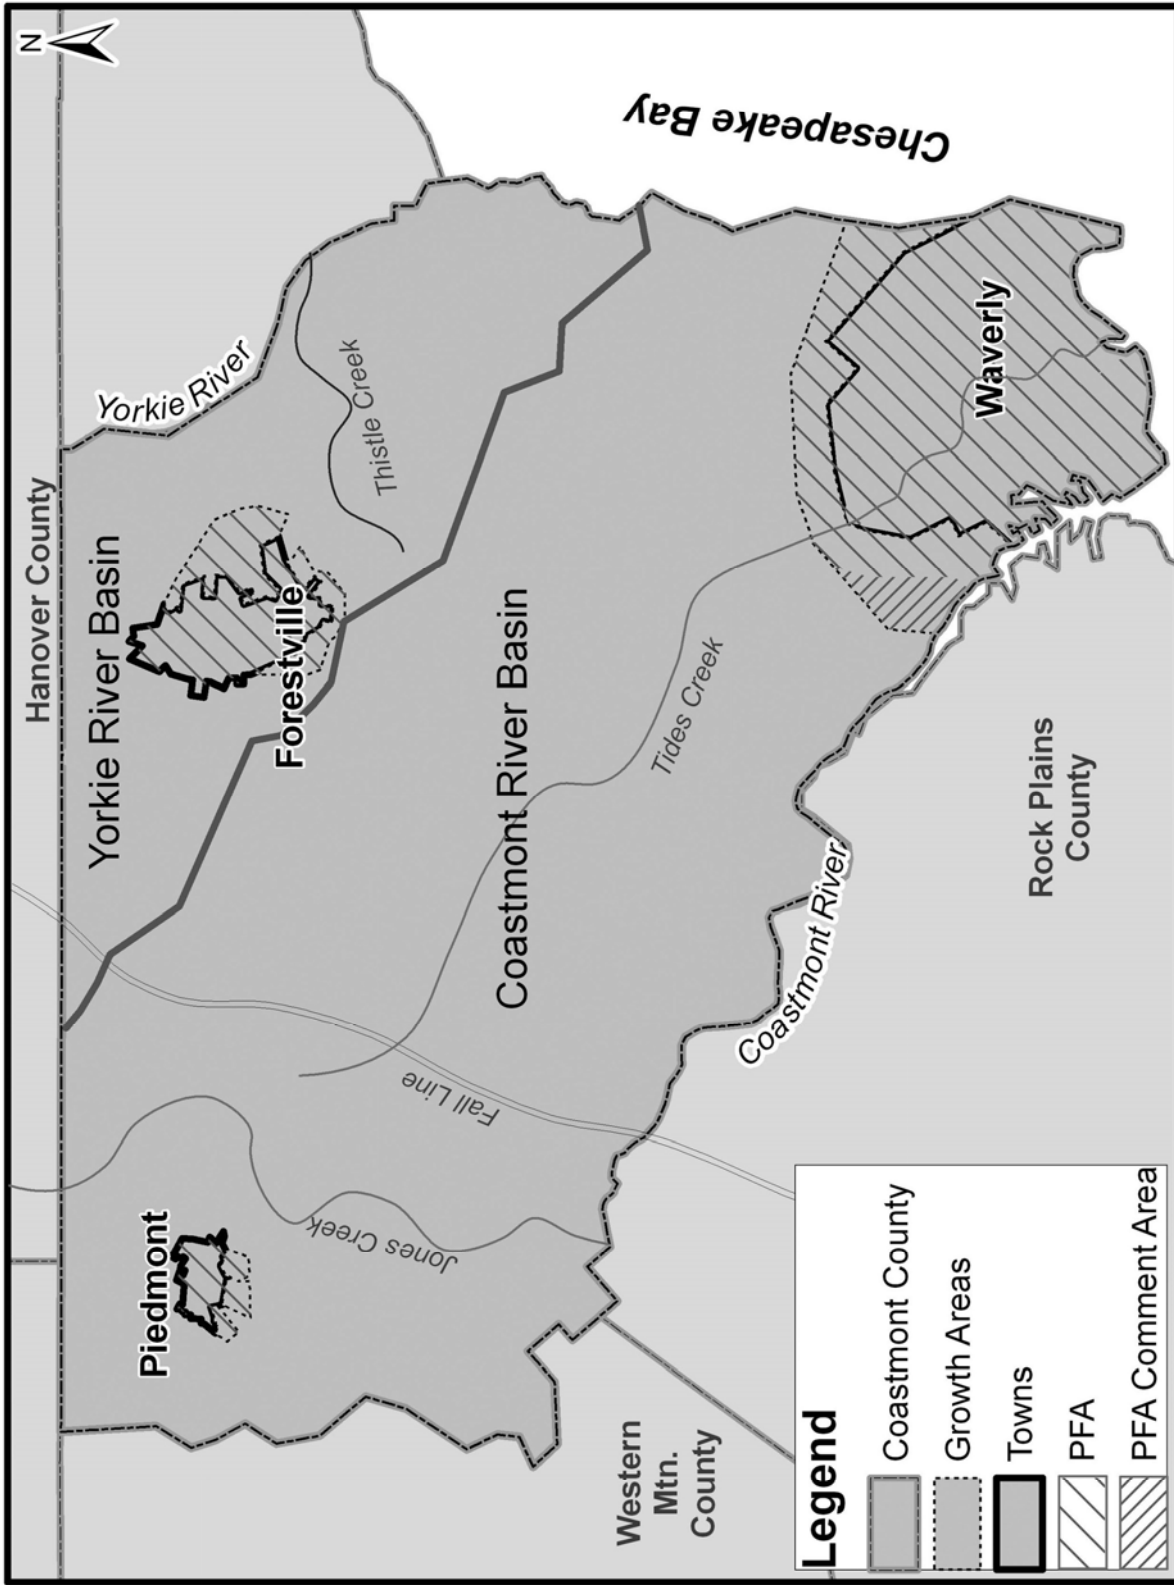 N
Hanover County
Piedmont
Yorkie River Basin
Yorkie River
Forestville
Thistle Creek
Jones Creek
Fall Line
Coastmont River Basin
Tides Creek
Chesapeake Bay
Western
Mtn.
County
Coastmont River
Waverly
Rock Plains
County
Legend
Coastmont County
Growth Areas
Towns
PFA
PFA Comment Area